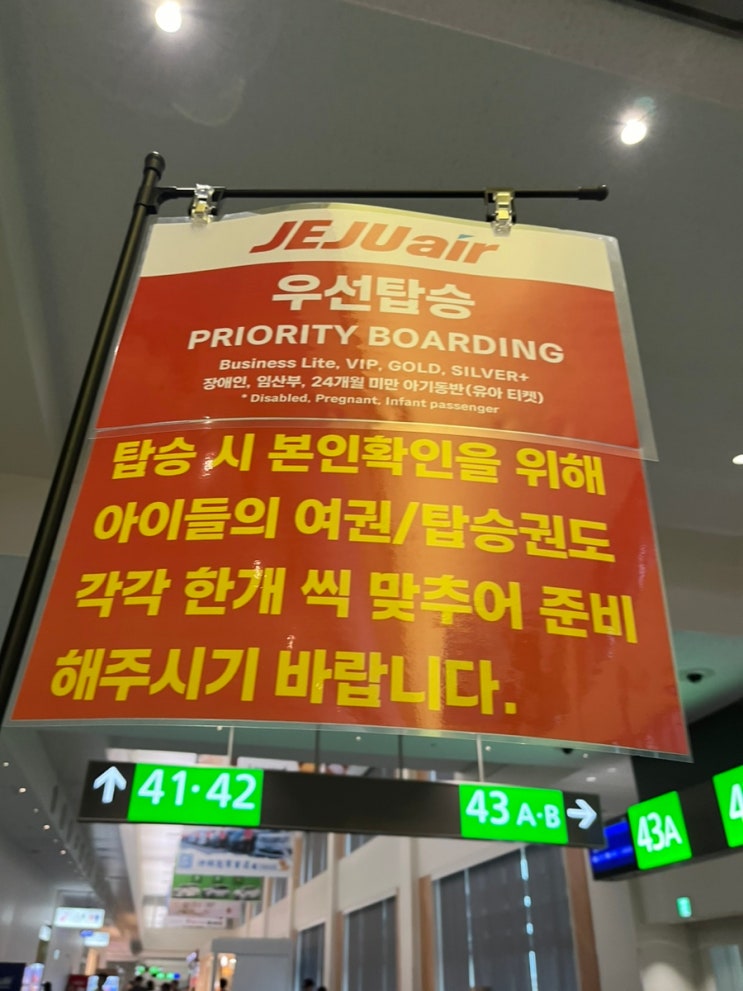 JEJUair
우선탑승
PRIORITY BOARDING
Business Lite, VIP, GOLD, SILVER+
장애인, 임산부, 24개월 미만 아기동반(유아 티켓)
* Disabled, Pregnant, Infant passenger
탑승 시 본인확인을 위해
아이들의 여권/탑승권도
각각 한개 씩 맞추어 준비
해주시기 바랍니다.
↑ 41·42
43 A·B →
43A
4